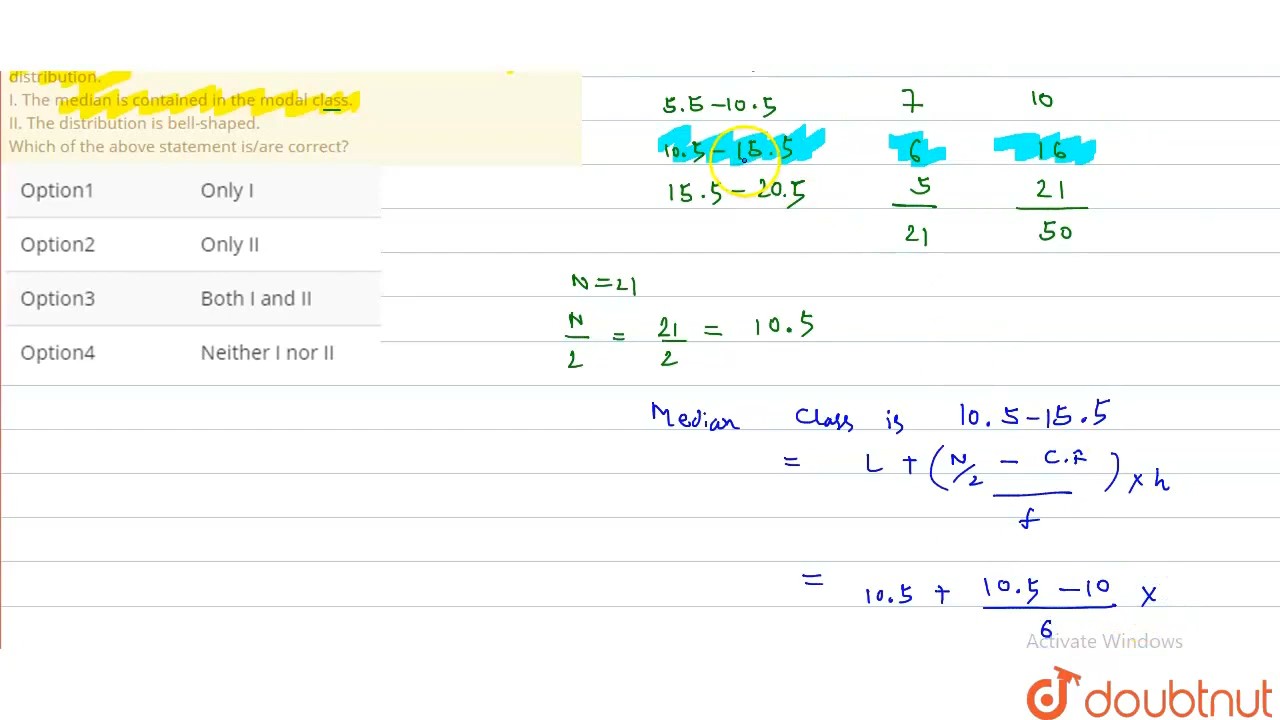 distribution.
I. The median is contained in the modal class.
II. The distribution is bell-shaped.
Which of the above statement is/are correct?
Option1 Only I
Option2 Only II
Option3 Both I and II
Option4 Neither I nor II
5.5 - 10.5 7 10
10.5 - 15.5 6 16
15.5 - 20.5 5 21
21 50
N = 21
N/2 = 21/2 = 10.5
Median Class is 10.5 - 15.5
= L + (N/2 - C.F / f) × h
= 10.5 + 10.5 - 10 / 6 ×
Activate Windows
doubtnut